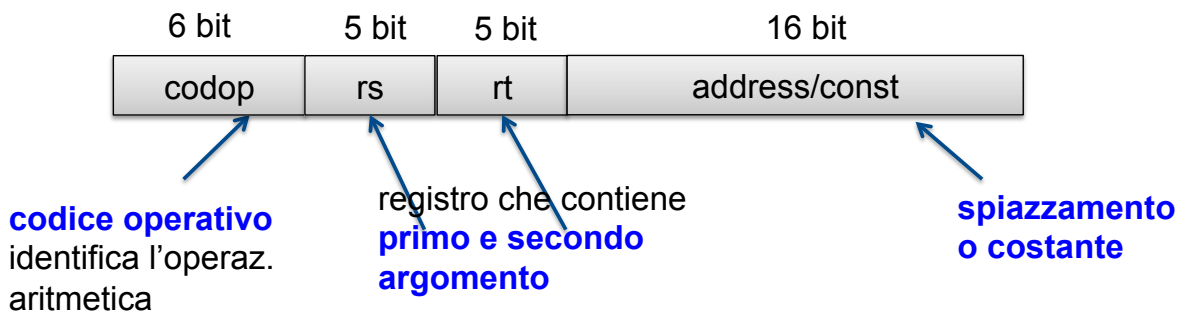 6 bit 5 bit 5 bit 16 bit
codop rs rt address/const
codice operativo
identifica l’operaz.
aritmetica
registro che contiene
primo e secondo
argomento
spiazzamento
o costante